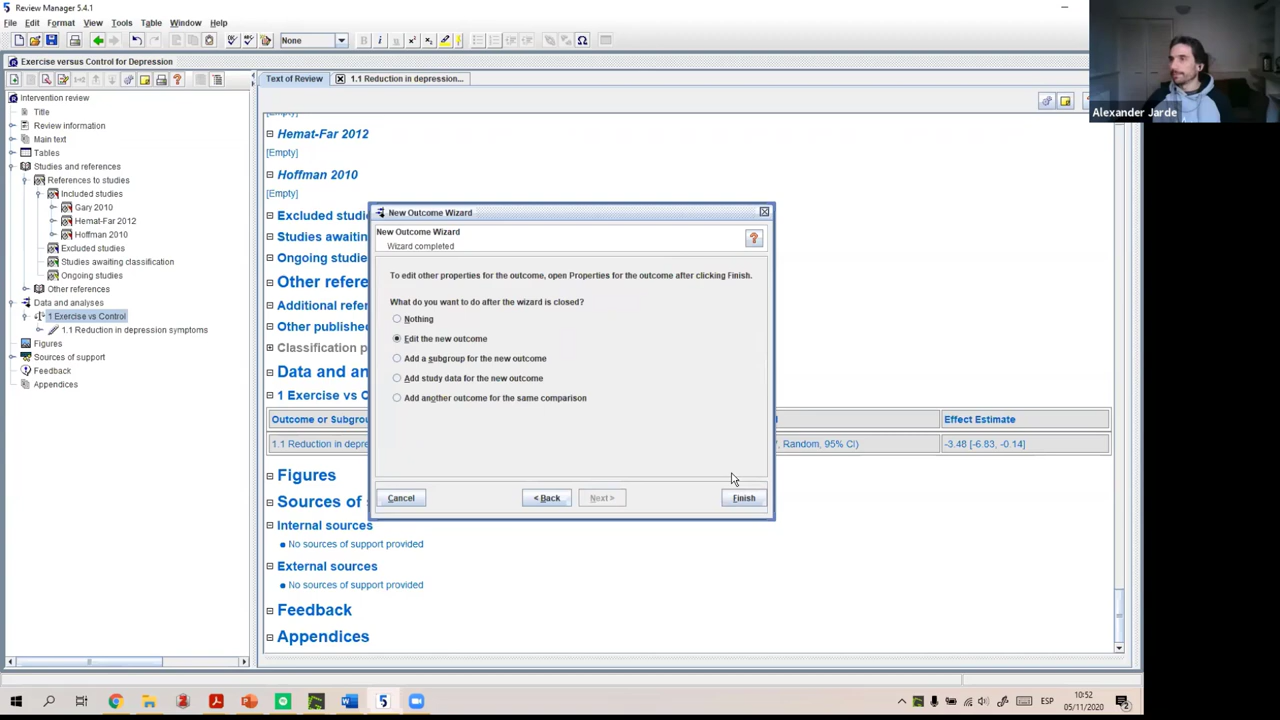 Review Manager 5.4.1
File Edit Format View Tools Table Window Help
None
Exercise versus Control for Depression
Intervention review
Title
Review information
Main text
Tables
Studies and references
References to studies
Included studies
Gary 2010
Hemat-Far 2012
Hoffman 2010
Excluded studies
Studies awaiting classification
Ongoing studies
Other references
Data and analyses
1 Exercise vs Control
1.1 Reduction in depression symptoms
Figures
Sources of support
Feedback
Appendices
Text of Review
1.1 Reduction in depression...
[Empty]
Hemat-Far 2012
[Empty]
Hoffman 2010
[Empty]
Excluded studi
Studies awaitin
Ongoing studie
Other refere
Additional refer
Other published
Classification p
Data and an
1 Exercise vs C
Outcome or Subgrou
Effect Estimate
1.1 Reduction in depre
, Random, 95% CI)
-3.48 [-6.83, -0.14]
Figures
Sources of s
Internal sources
No sources of support provided
External sources
No sources of support provided
Feedback
Appendices
New Outcome Wizard
New Outcome Wizard
Wizard completed
To edit other properties for the outcome, open Properties for the outcome after clicking Finish.
What do you want to do after the wizard is closed?
Nothing
Edit the new outcome
Add a subgroup for the new outcome
Add study data for the new outcome
Add another outcome for the same comparison
Cancel
< Back
Next >
Finish
Alexander Jarde
ESP
10:52
05/11/2020